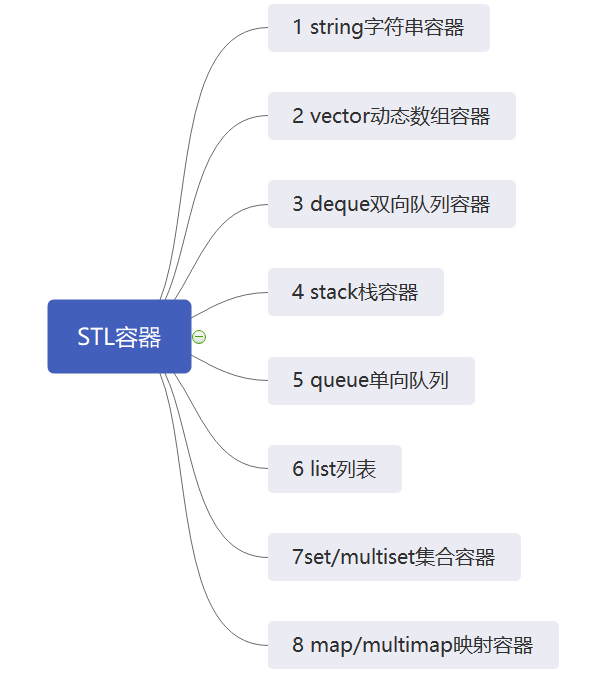 STL容器
1 string字符串容器
2 vector动态数组容器
3 deque双向队列容器
4 stack栈容器
5 queue单向队列
6 list列表
7set/multiset集合容器
8 map/multimap映射容器